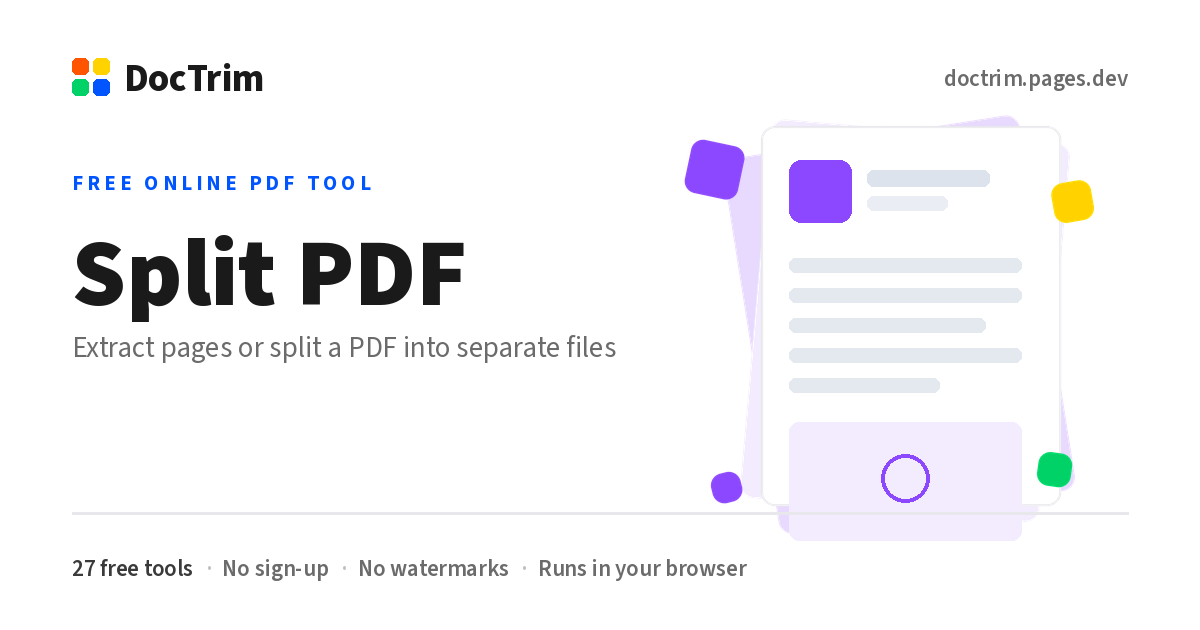 DocTrim
doctrim.pages.dev
FREE ONLINE PDF TOOL
Split PDF
Extract pages or split a PDF into separate files
27 free tools · No sign-up · No watermarks · Runs in your browser